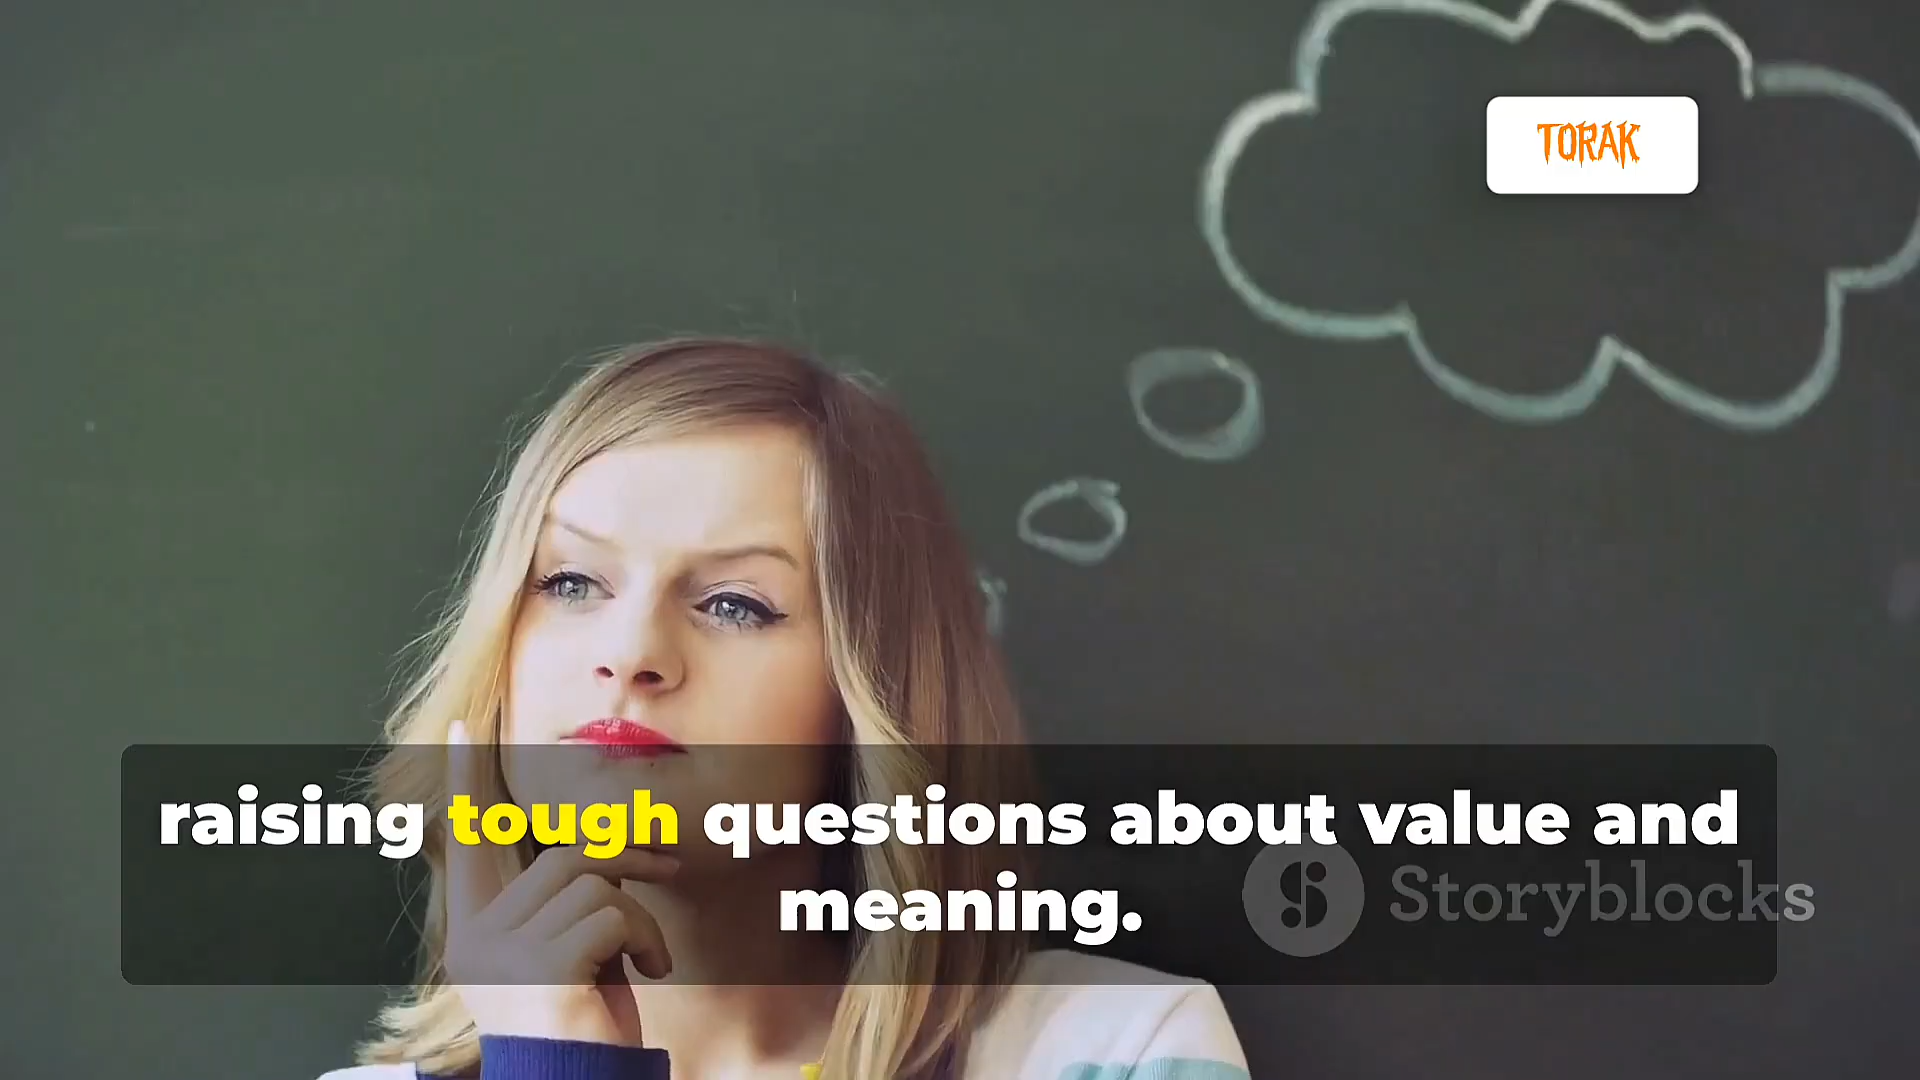 TORAK
raising tough questions about value and
meaning.
Storyblocks